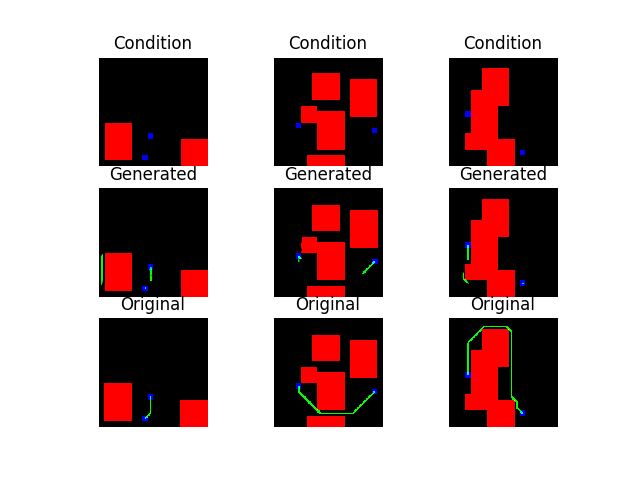 Condition
Condition
Condition
Generated
Generated
Generated
Original
Original
Original